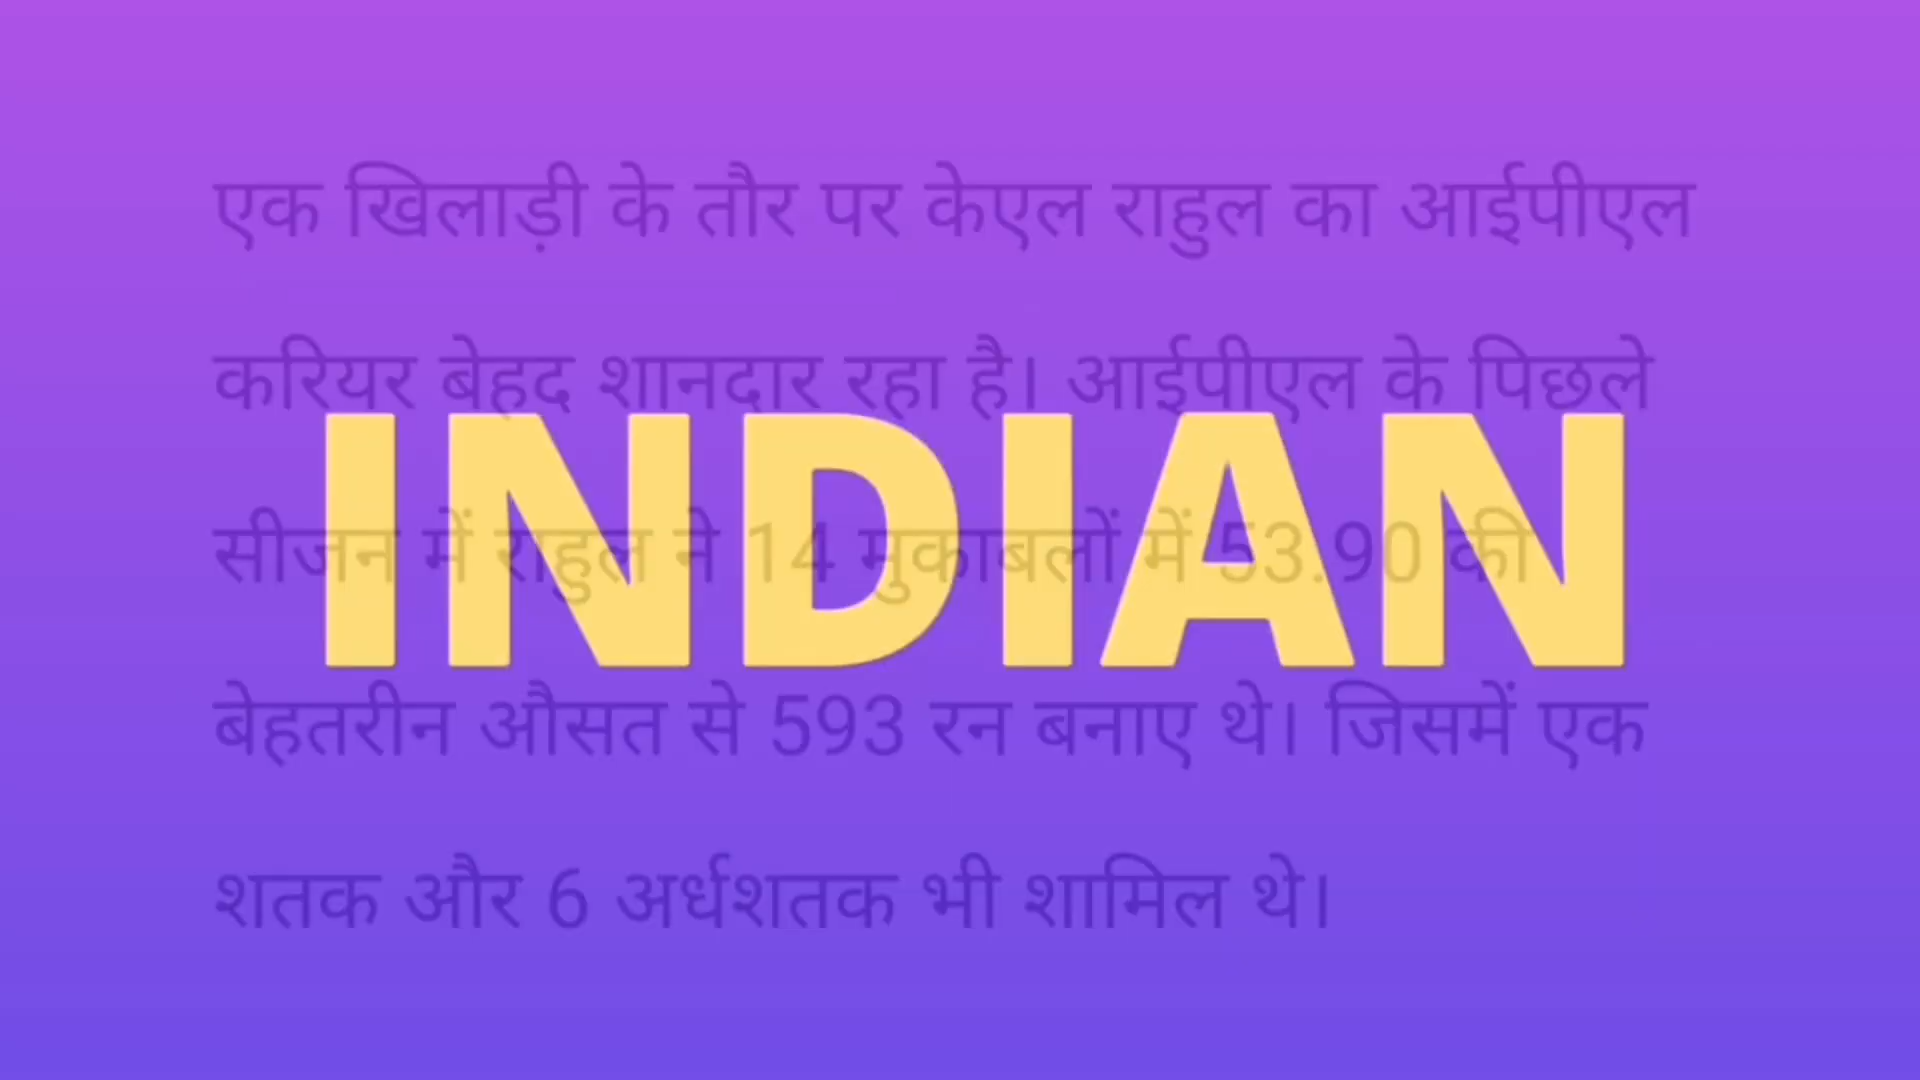 एक खिलाड़ी के तौर पर केएल राहुल का आईपीएल
करियर बेहद शानदार रहा है। आईपीएल के पिछले
INDIAN
सीजन में राहुल ने 14 मुकाबलों में 53.90 की
बेहतरीन औसत से 593 रन बनाए थे। जिसमें एक
शतक और 6 अर्धशतक भी शामिल थे।